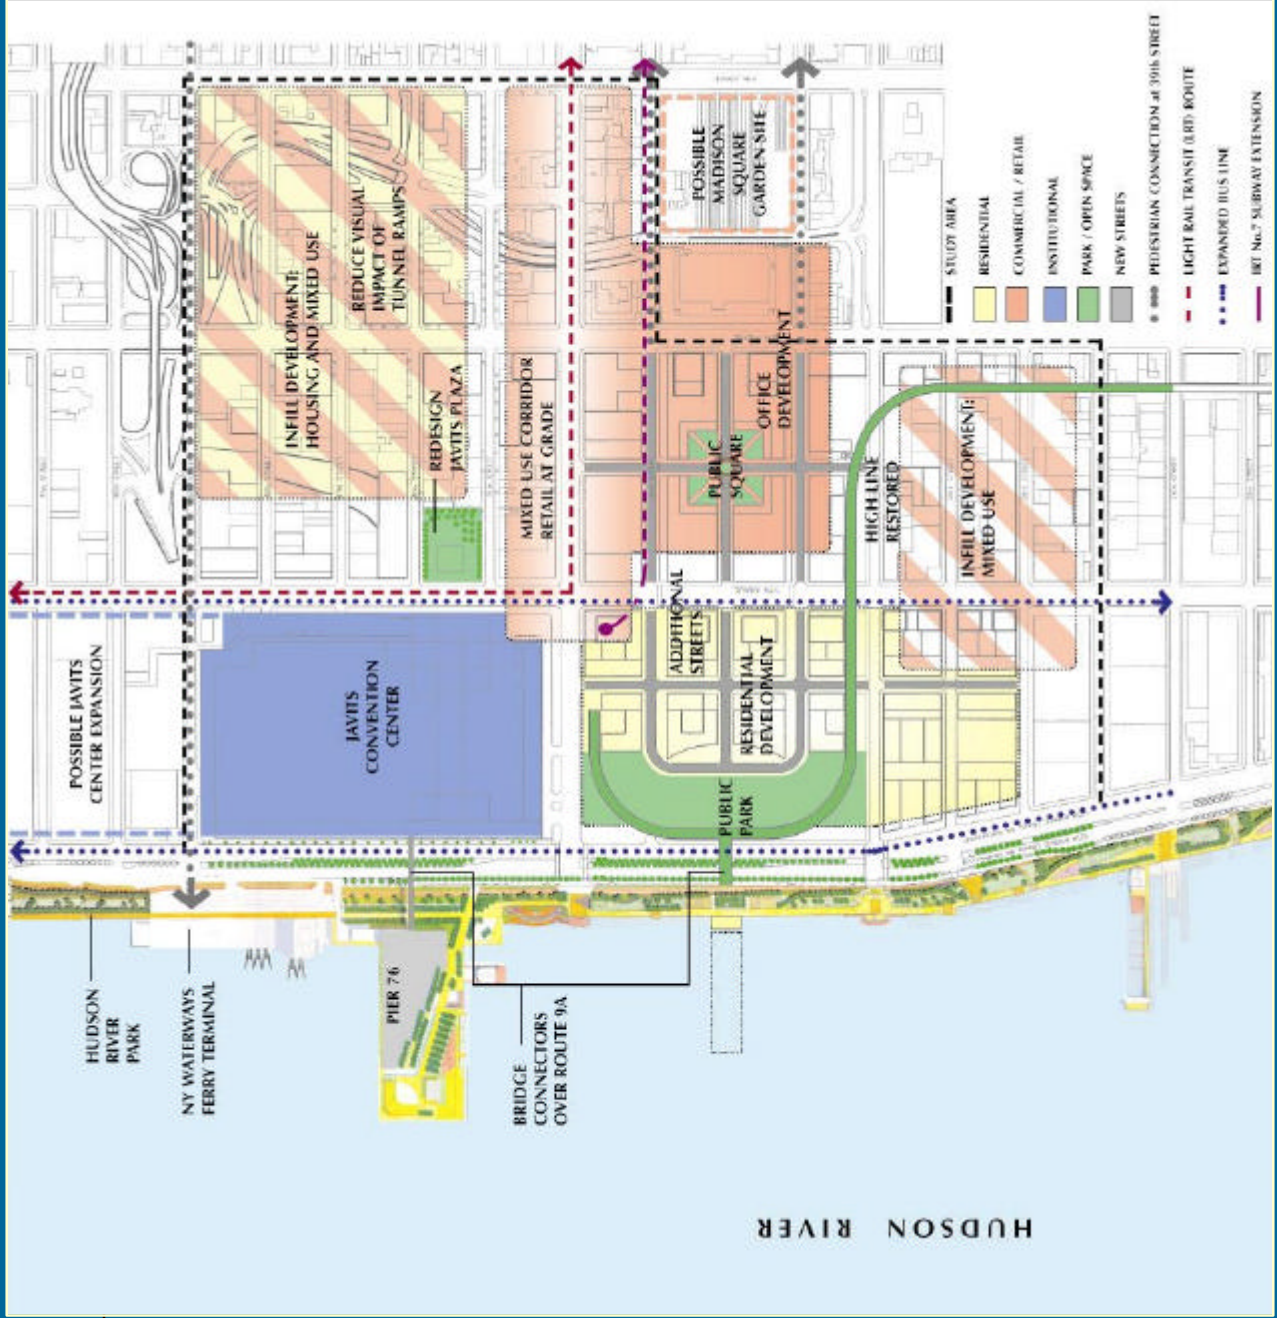 POSSIBLE JAVITS
CENTER EXPANSION
HUDSON
RIVER
PARK
NY WATERWAYS
FERRY TERMINAL
INFILL DEVELOPMENT:
HOUSING AND MIXED USE
REDUCE VISUAL
IMPACT OF
TUNNEL RAMPS
JAVITS
CONVENTION
CENTER
PIER 76
REDESIGN
JAVITS PLAZA
MIXED USE CORRIDOR
RETAIL AT GRADE
BRIDGE
CONNECTORS
OVER ROUTE 9A
POSSIBLE
MADISON
SQUARE
GARDEN SITE
OFFICE
DEVELOPMENT
PUBLIC
SQUARE
ADDITIONAL
STREETS
RESIDENTIAL
DEVELOPMENT
PUBLIC
PARK
HIGH LINE
RESTORED
INFILL DEVELOPMENT:
MIXED USE
HUDSON RIVER
STUDY AREA
RESIDENTIAL
COMMERCIAL / RETAIL
INSTITUTIONAL
PARK / OPEN SPACE
NEW STREETS
PEDESTRIAN CONNECTION at 39th STREET
LIGHT RAIL TRANSIT (LRT) ROUTE
EXPANDED BUS LINE
IRT No.7 SUBWAY EXTENSION